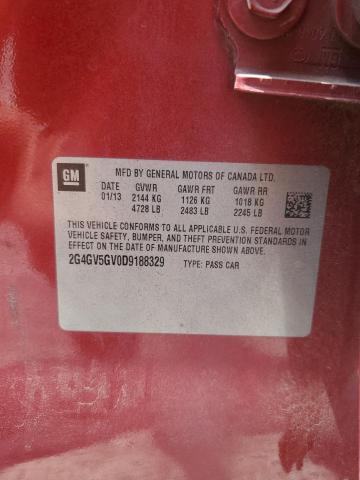 GM
MFD BY GENERAL MOTORS OF CANADA LTD.
DATE GVWR GAWR FRT GAWR RR
01/13 2144 KG 1126 KG 1018 KG
4728 LB 2483 LB 2245 LB
THIS VEHICLE CONFORMS TO ALL APPLICABLE U.S. FEDERAL MOTOR
VEHICLE SAFETY, BUMPER, AND THEFT PREVENTION STANDARDS IN
EFFECT ON THE DATE OF MANUFACTURE SHOWN ABOVE.
2G4GV5GV0D9188329 TYPE: PASS CAR